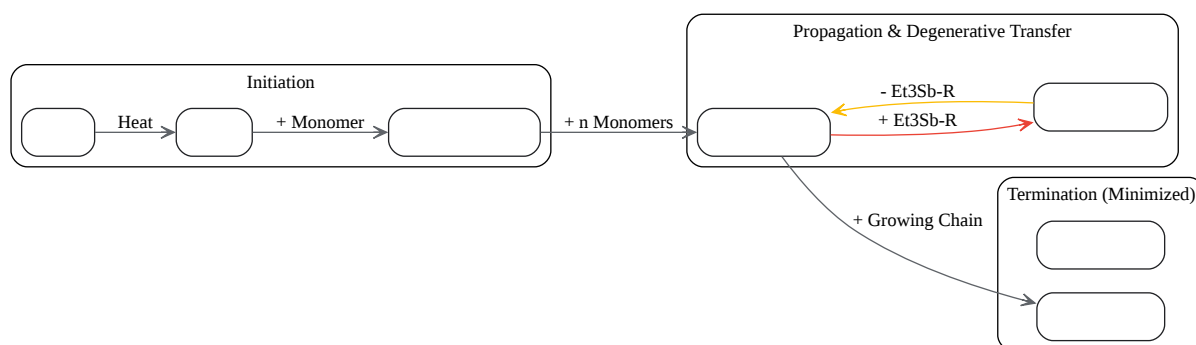 Propagation & Degenerative Transfer
Initiation
- Et3Sb-R
Heat
+ Monomer
+ n Monomers
+ Et3Sb-R
Termination (Minimized)
+ Growing Chain